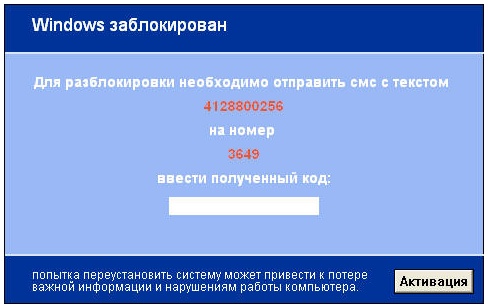 Windows заблокирован
Для разблокировки необходимо отправить смс с текстом
4128800256
на номер
3649
ввести полученный код:
попытка переустановить систему может привести к потере
важной информации и нарушениям работы компьютера.
Активация